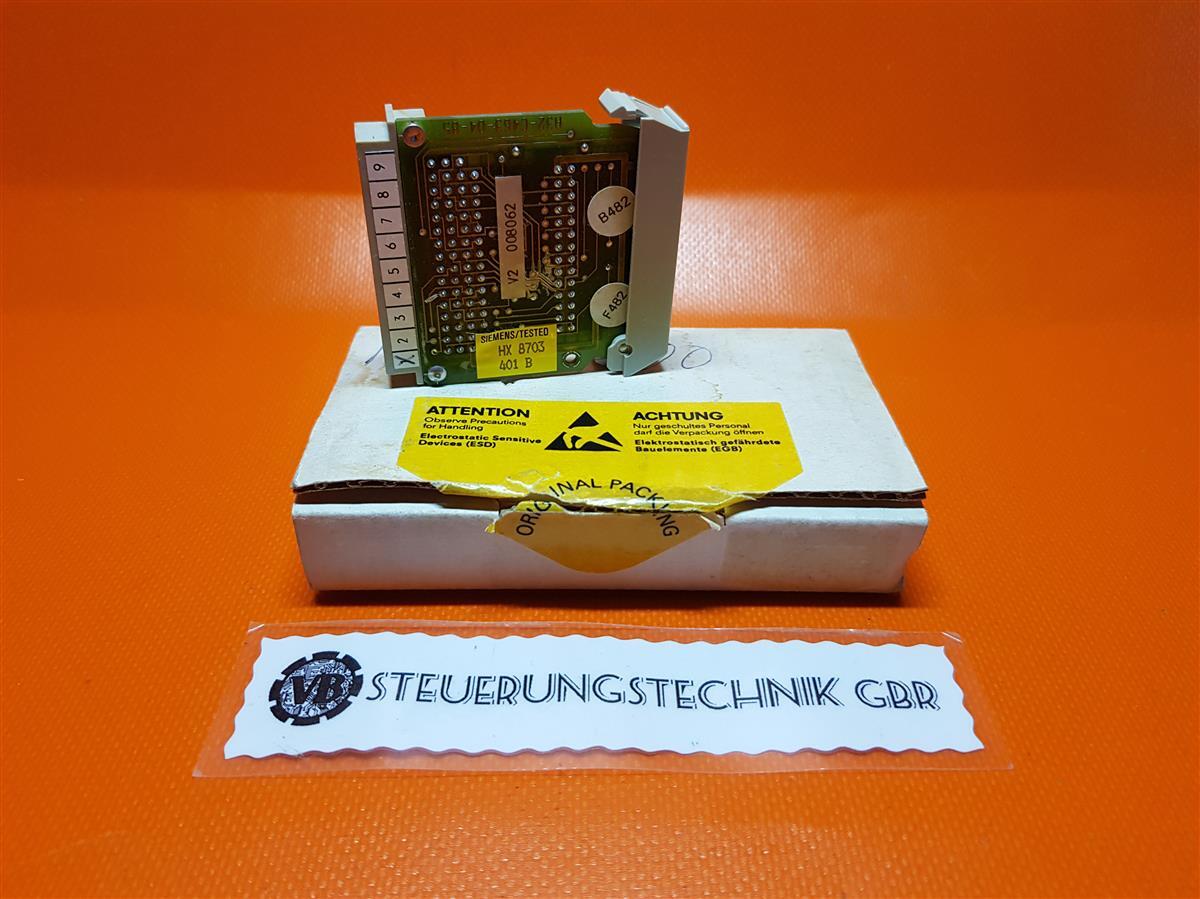 9
8
7
6
5
4
3
2
X
V2 008062
B482
F482
SIEMENS/TESTED
HX 8703
401 B
ATTENTION
Observe Precautions
for Handling
Electrostatic Sensitive
Devices (ESD)
ACHTUNG
Nur geschultes Personal
darf die Verpackung öffnen
Elektrostatisch gefährdete
Bauelemente (EGB)
ORIGINAL PACKING
VB
STEUERUNGSTECHNIK GBR